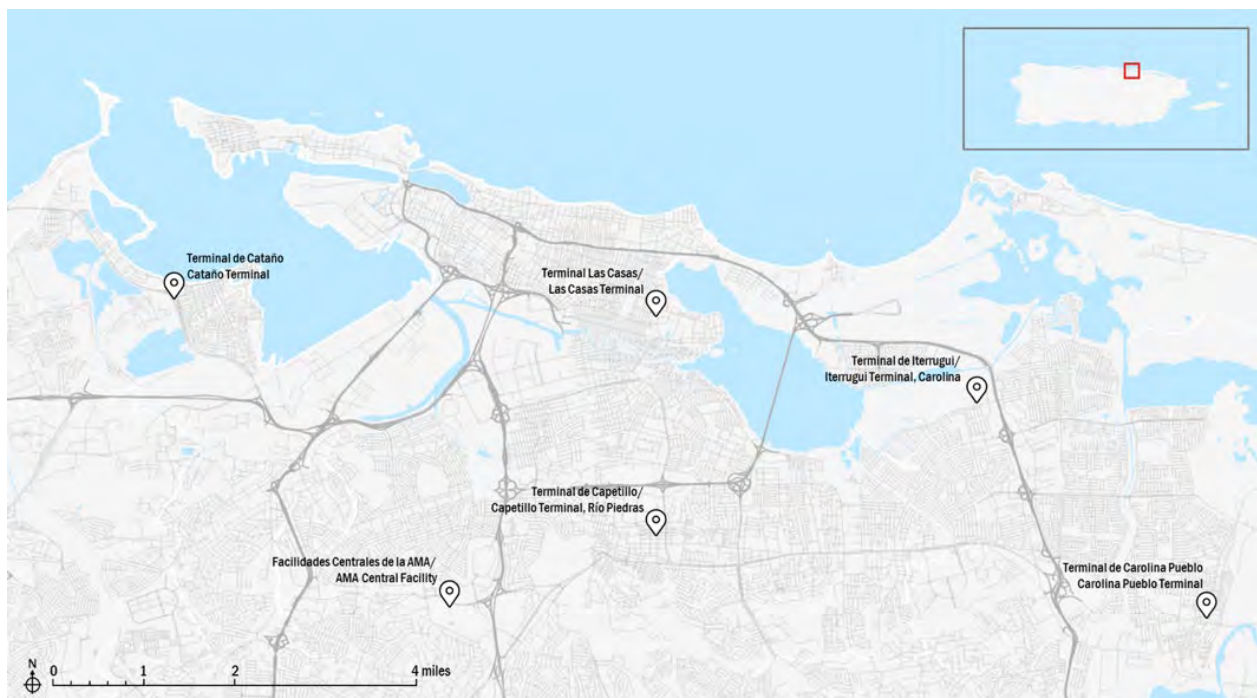 Terminal de Cataño
Cataño Terminal
Terminal Las Casas/
Las Casas Terminal
Terminal de Iterrugui/
Iterrugui Terminal, Carolina
Terminal de Capetillo/
Capetillo Terminal, Río Piedras
Facilidades Centrales de la AMA/
AMA Central Facility
Terminal de Carolina Pueblo
Carolina Pueblo Terminal
N
0 1 2 4 miles